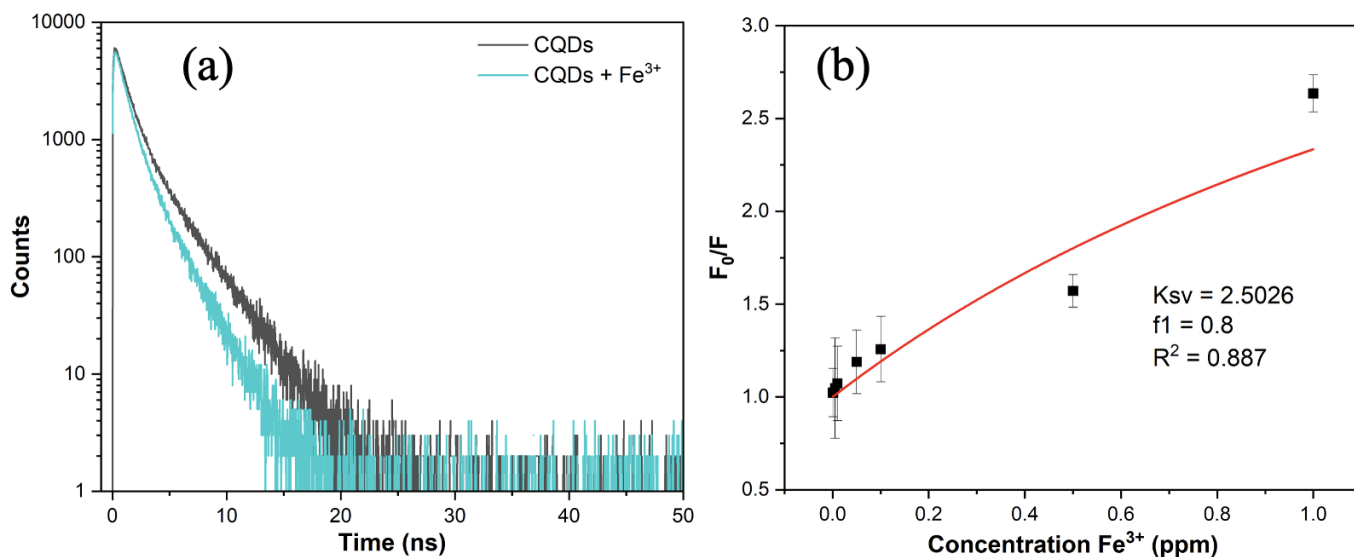 (a)
CQDs
CQDs + Fe³⁺
10000
1000
100
10
1
Counts
0 10 20 30 40 50
Time (ns)
(b)
3.0
2.5
2.0
1.5
1.0
0.5
F₀/F
Ksv = 2.5026
f1 = 0.8
R² = 0.887
0.0 0.2 0.4 0.6 0.8 1.0
Concentration Fe³⁺ (ppm)